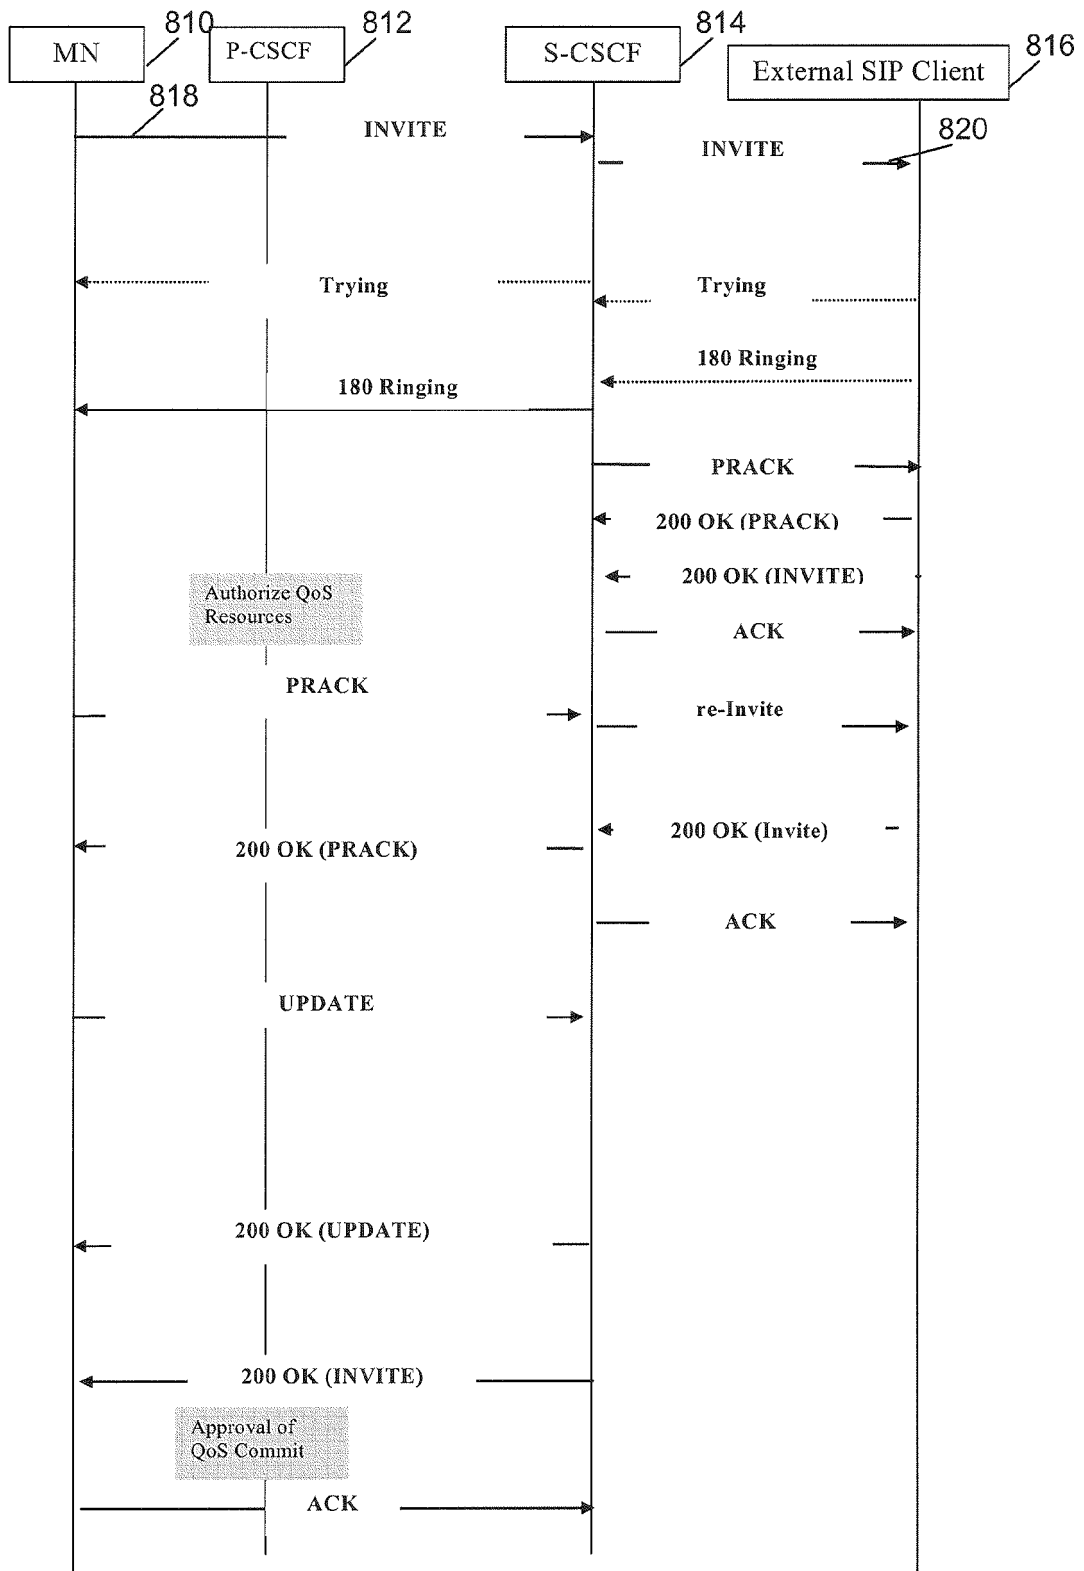 810
812
814
816
MN
P-CSCF
S-CSCF
External SIP Client
818
INVITE
820
INVITE
Trying
Trying
180 Ringing
180 Ringing
PRACK
200 OK (PRACK)
200 OK (INVITE)
Authorize QoS
Resources
ACK
PRACK
re-Invite
200 OK (Invite)
200 OK (PRACK)
ACK
UPDATE
200 OK (UPDATE)
200 OK (INVITE)
Approval of
QoS Commit
ACK